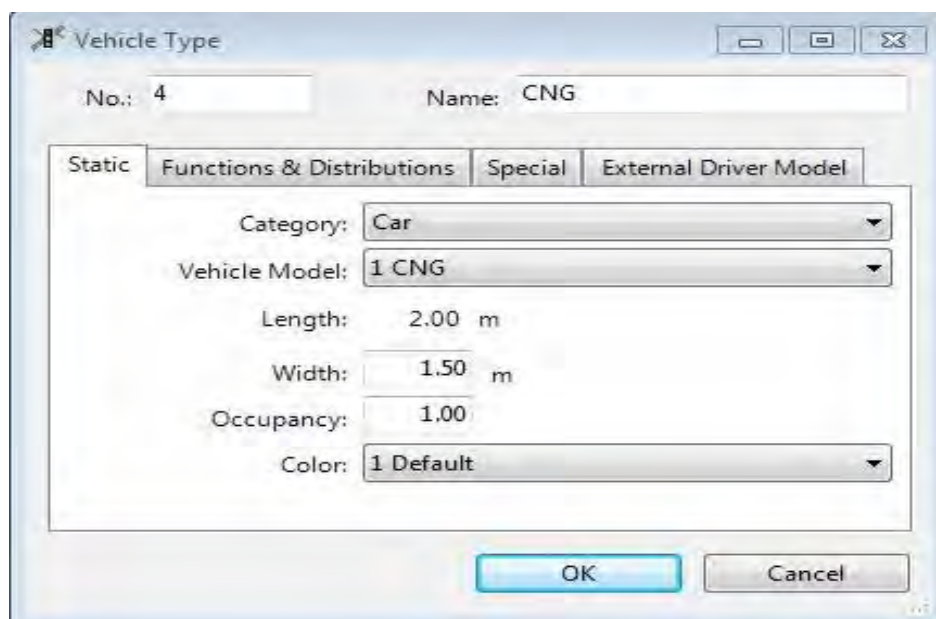 Vehicle Type
No.: 4 Name: CNG
Static Functions & Distributions Special External Driver Model
Category: Car
Vehicle Model: 1 CNG
Length: 2.00 m
Width: 1.50 m
Occupancy: 1.00
Color: 1 Default
OK Cancel